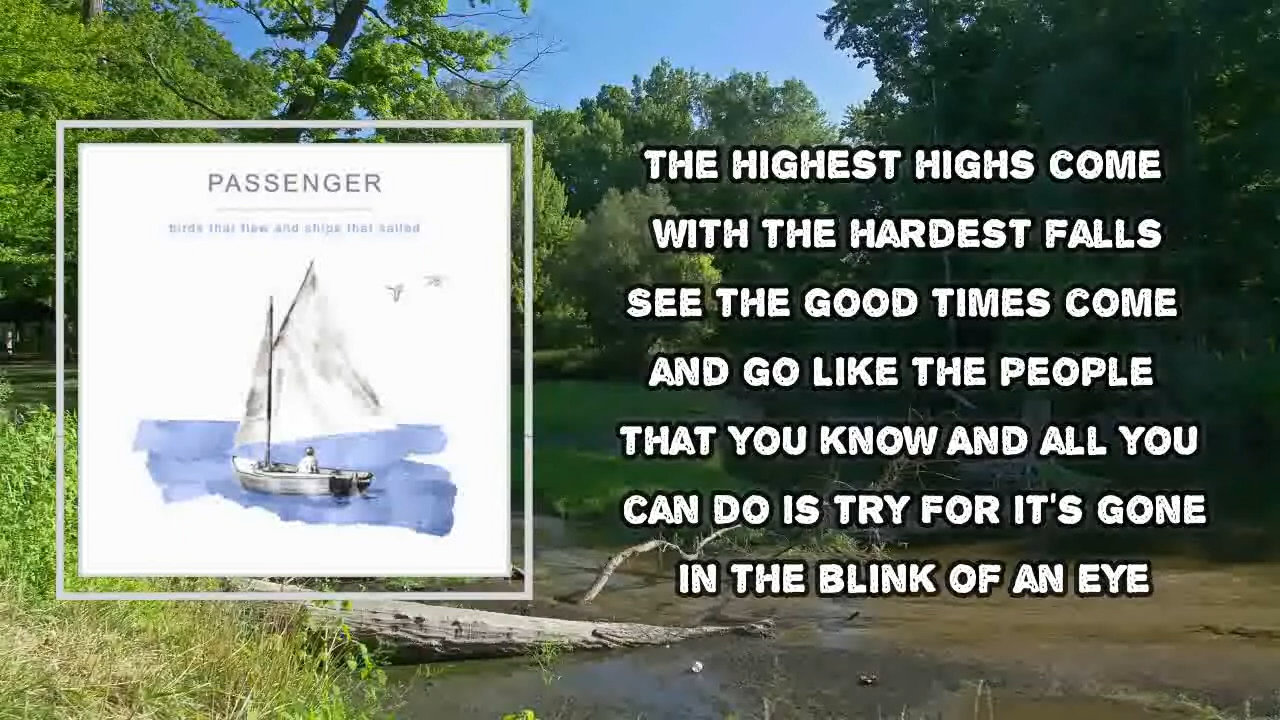 PASSENGER
birds that flew and ships that sailed
THE HIGHEST HIGHS COME
WITH THE HARDEST FALLS
SEE THE GOOD TIMES COME
AND GO LIKE THE PEOPLE
THAT YOU KNOW AND ALL YOU
CAN DO IS TRY FOR IT'S GONE
IN THE BLINK OF AN EYE